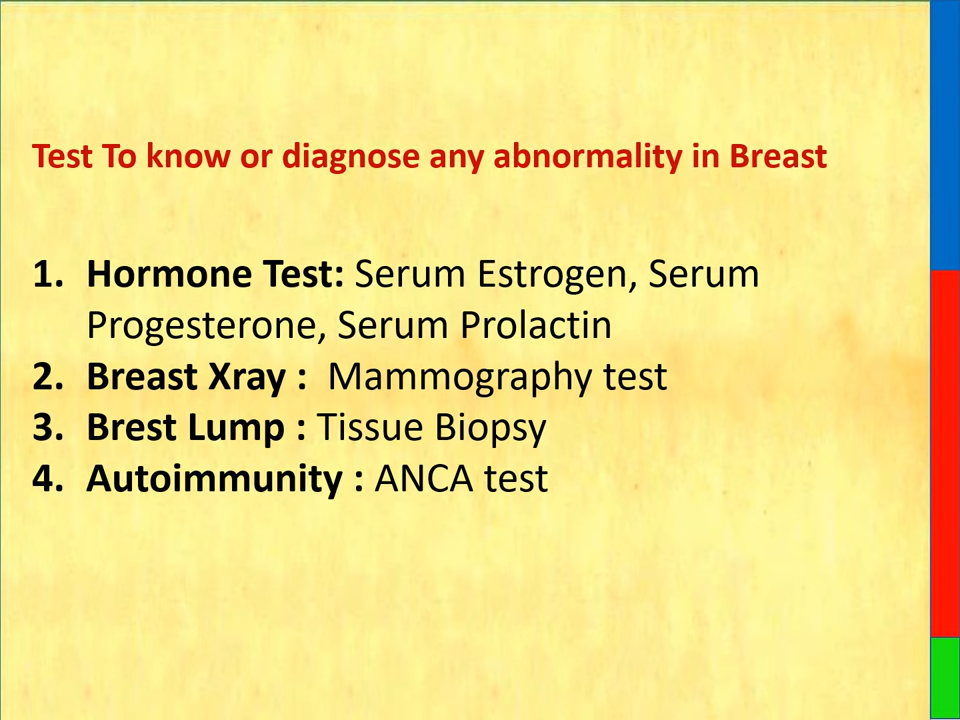 Test To know or diagnose any abnormality in Breast
1. Hormone Test: Serum Estrogen, Serum
Progesterone, Serum Prolactin
2. Breast Xray : Mammography test
3. Brest Lump : Tissue Biopsy
4. Autoimmunity : ANCA test